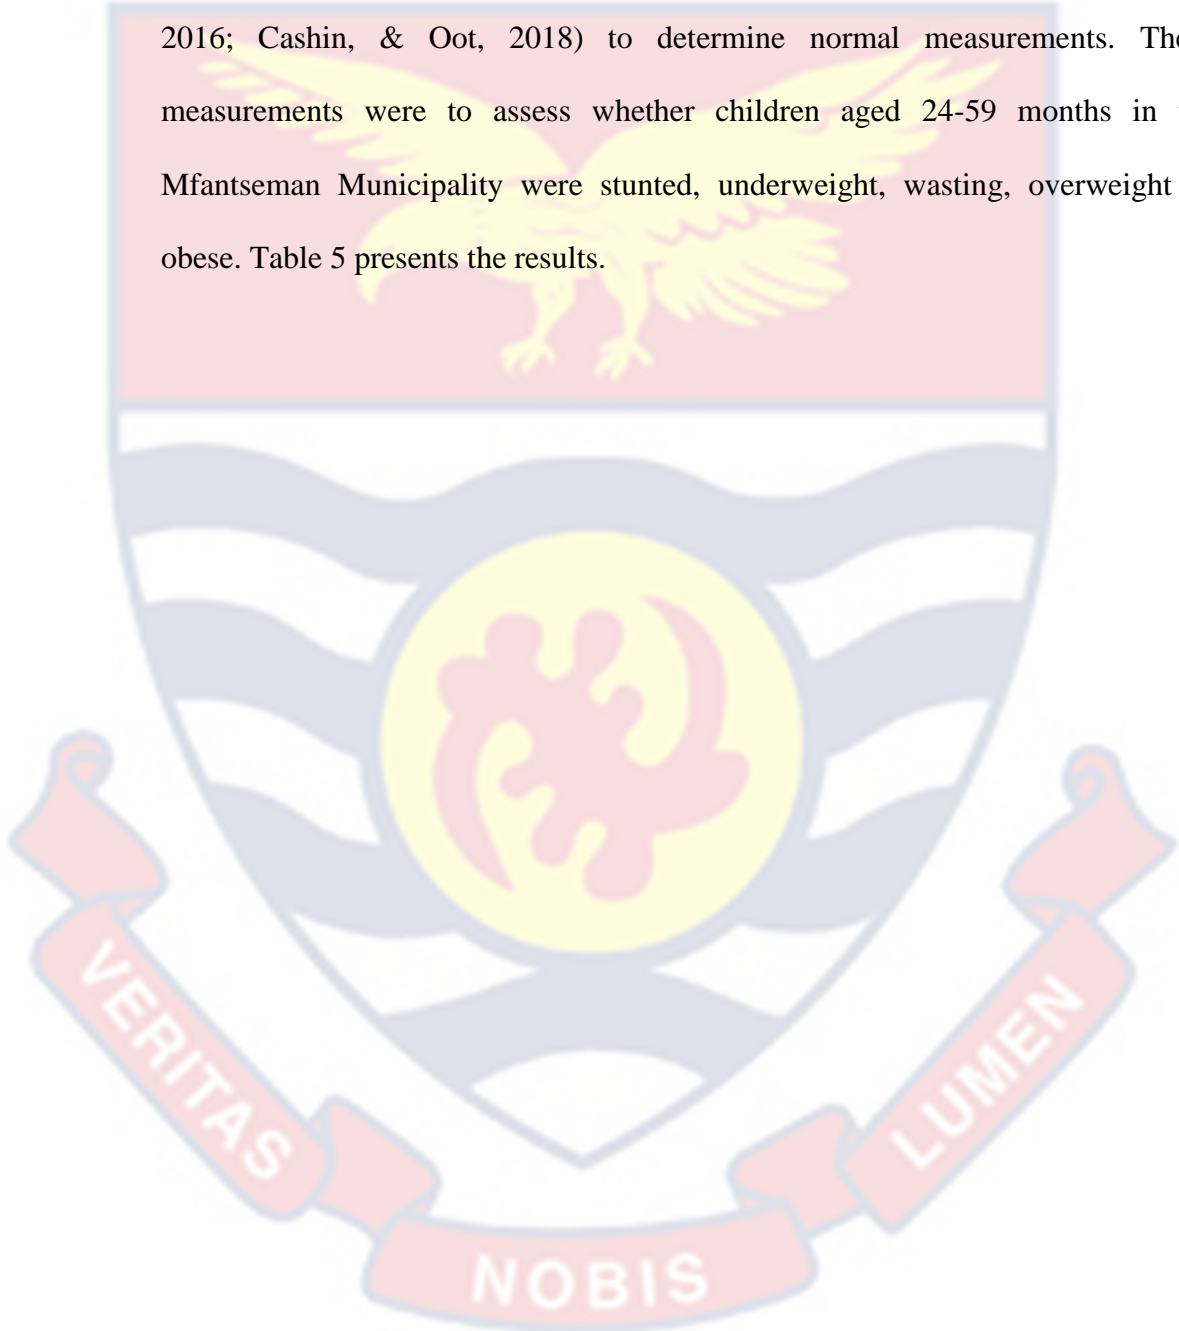 2016; Cashin, & Oot, 2018) to determine normal measurements. The
measurements were to assess whether children aged 24-59 months in
Mfantseman Municipality were stunted, underweight, wasting, overweight
obese. Table 5 presents the results.
VERITAS
NOBIS
LUMEN